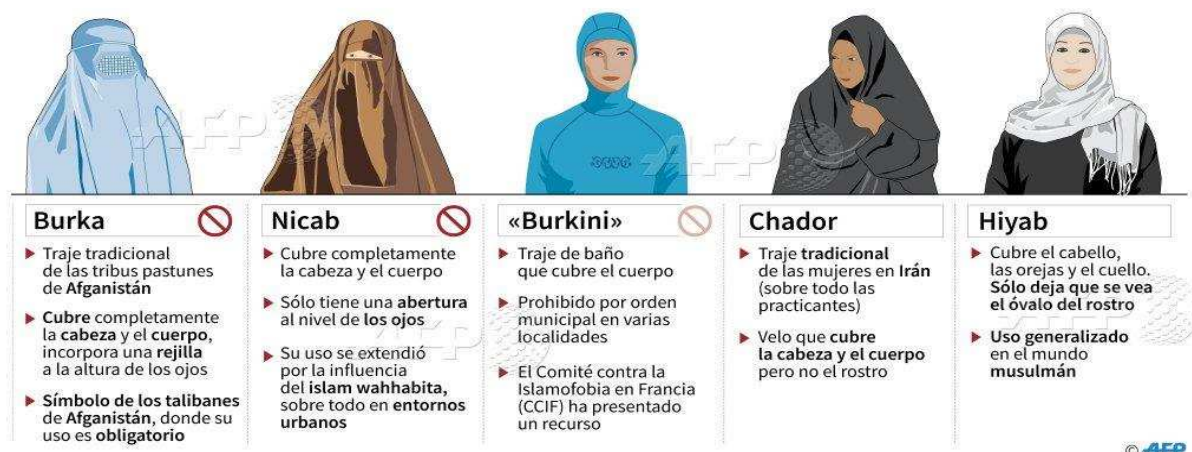 Burka
Traje tradicional
de las tribus pastunes
de Afganistán
Cubre completamente
la cabeza y el cuerpo,
incorpora una rejilla
a la altura de los ojos
Símbolo de los talibanes
de Afganistán, donde su
uso es obligatorio
Nicab
Cubre completamente
la cabeza y el cuerpo
Sólo tiene una abertura
al nivel de los ojos
Su uso se extendió
por la influencia
del islam wahhabita,
sobre todo en entornos
urbanos
«Burkini»
Traje de baño
que cubre el cuerpo
Prohibido por orden
municipal en varias
localidades
El Comité contra la
Islamofobia en Francia
(CCIF) ha presentado
un recurso
Chador
Traje tradicional
de las mujeres en Irán
(sobre todo las
practicantes)
Velo que cubre
la cabeza y el cuerpo
pero no el rostro
Hiyab
Cubre el cabello,
las orejas y el cuello.
Sólo deja que se vea
el óvalo del rostro
Uso generalizado
en el mundo
musulmán
© AFP
AFP
AFP
AFP
AFP